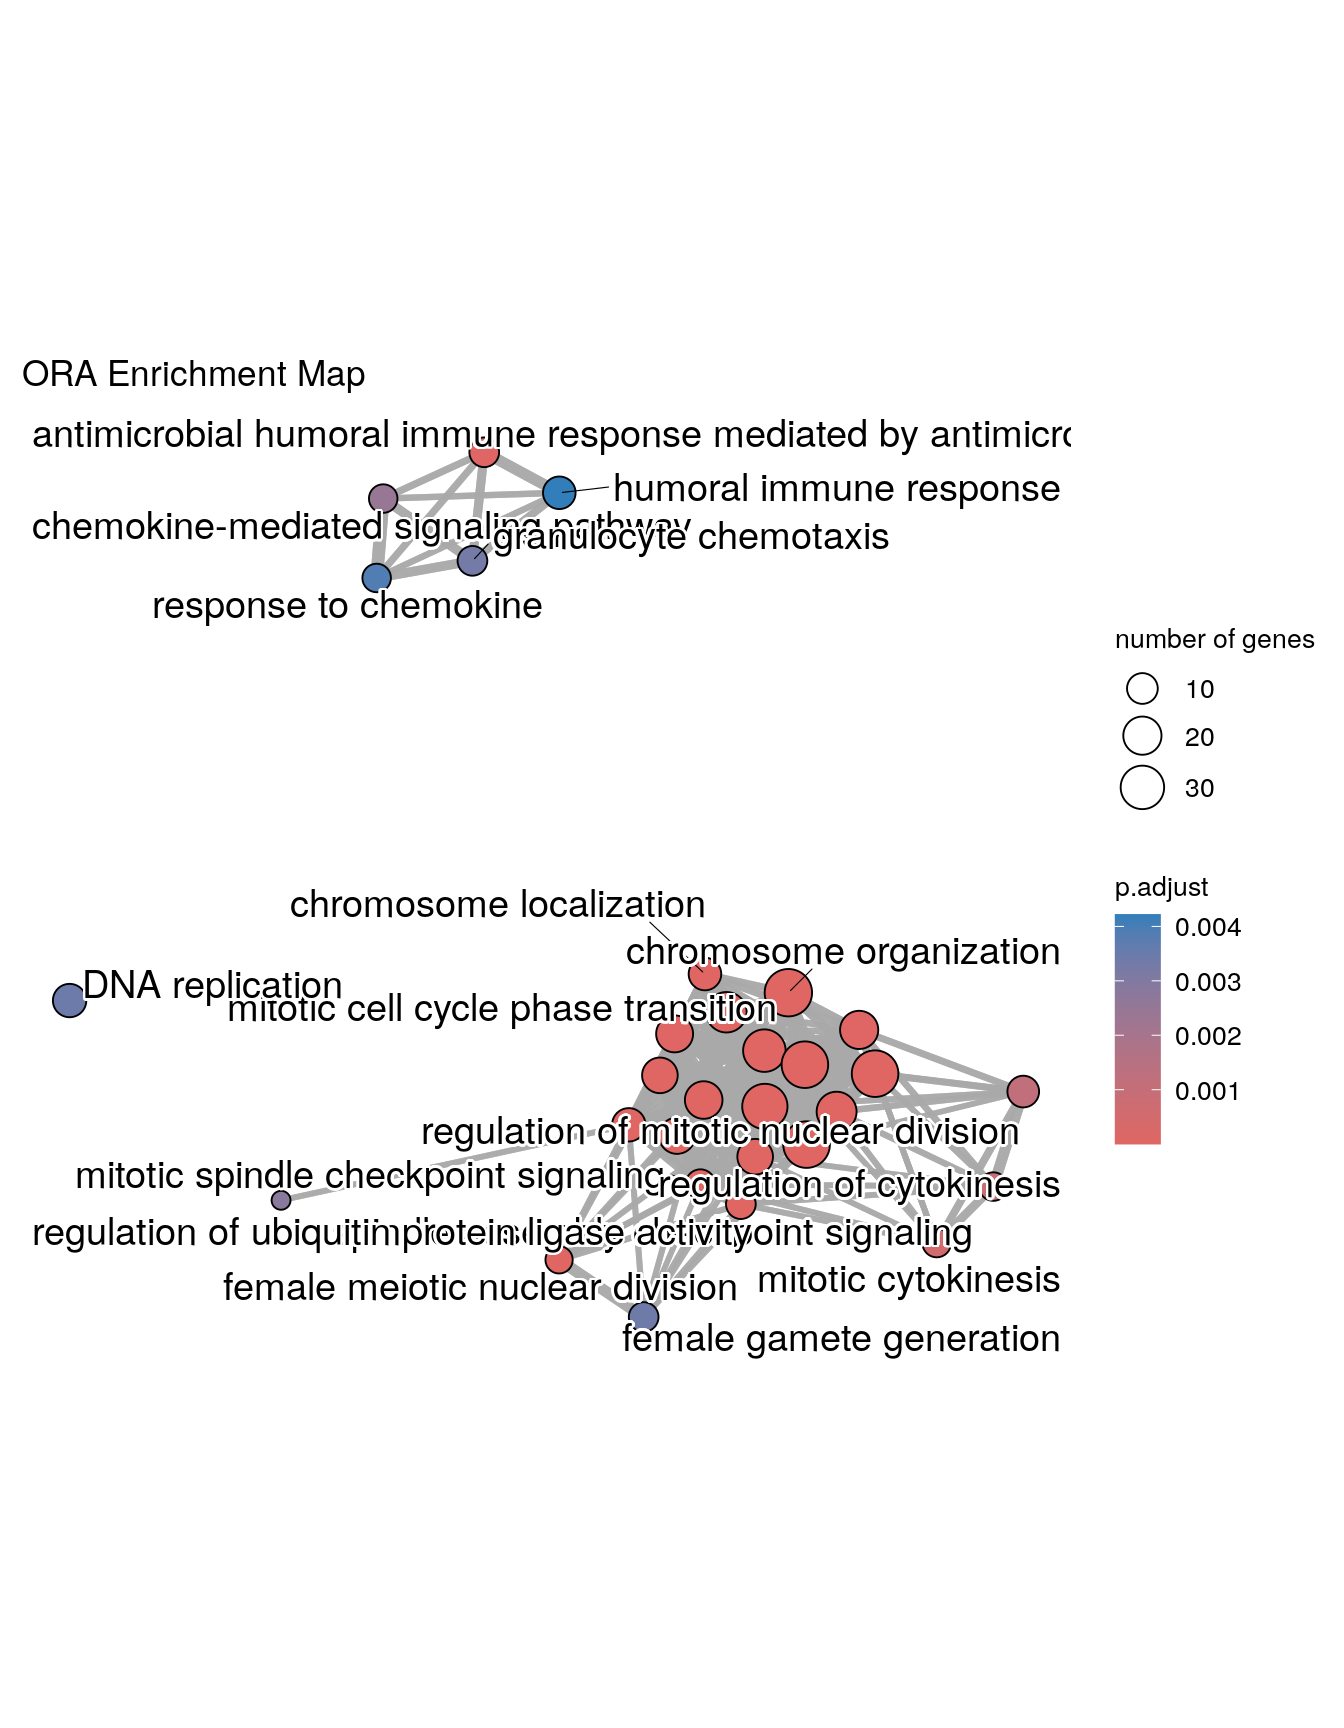 ORA Enrichment Map
antimicrobial humoral immune response mediated by antimicro
humoral immune response
chemokine-mediated signaling pathway
granulocyte chemotaxis
response to chemokine
number of genes
10
20
30
p.adjust
0.004
0.003
0.002
0.001
chromosome localization
chromosome organization
DNA replication
mitotic cell cycle phase transition
regulation of mitotic nuclear division
mitotic spindle checkpoint signaling
regulation of cytokinesis
regulation of ubiquitin protein ligase activity
signaling
female meiotic nuclear division
mitotic cytokinesis
female gamete generation